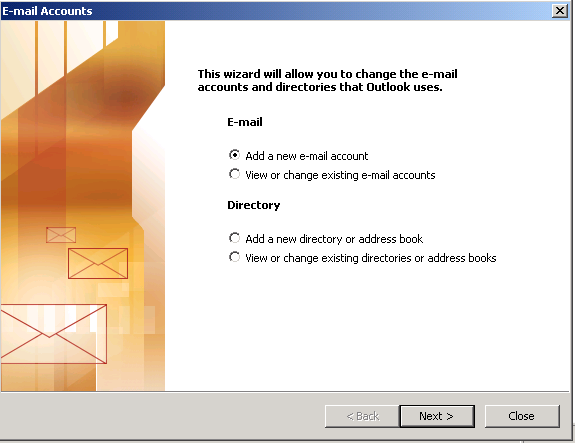 E-mail Accounts
This wizard will allow you to change the e-mail
accounts and directories that Outlook uses.
E-mail
Add a new e-mail account
View or change existing e-mail accounts
Directory
Add a new directory or address book
View or change existing directories or address books
< Back
Next >
Close